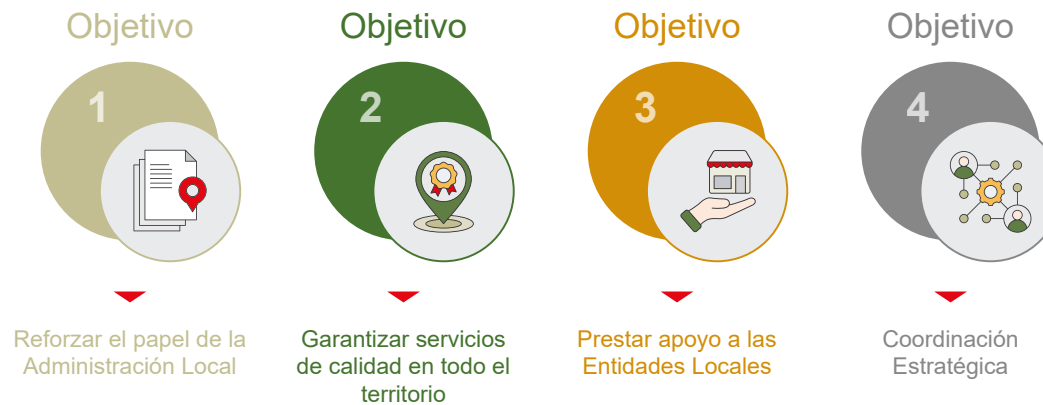 Objetivo
1
Reforzar el papel de la
Administración Local
Objetivo
2
Garantizar servicios
de calidad en todo el
territorio
Objetivo
3
Prestar apoyo a las
Entidades Locales
Objetivo
4
Coordinación
Estratégica